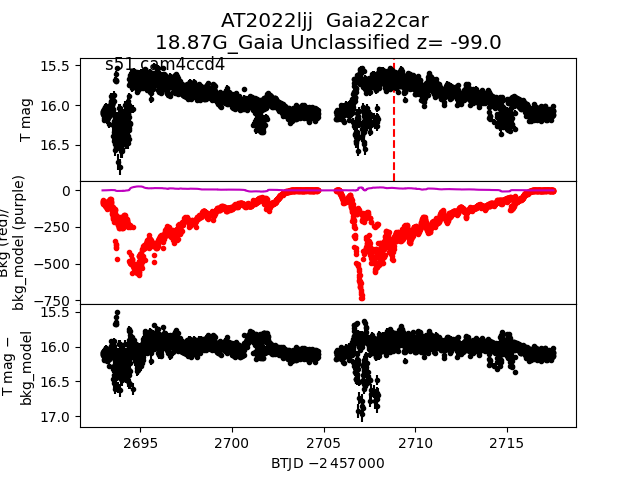 AT2022ljj  Gaia22car
18.87G_Gaia Unclassified z= -99.0
s51 cam4ccd4
15.5
16.0
16.5
T mag
0
−250
−500
−750
Bkg (red)/
bkg_model (purple)
15.5
16.0
16.5
17.0
T mag −
bkg_model
2695 2700 2705 2710 2715
BTJD −2 457 000